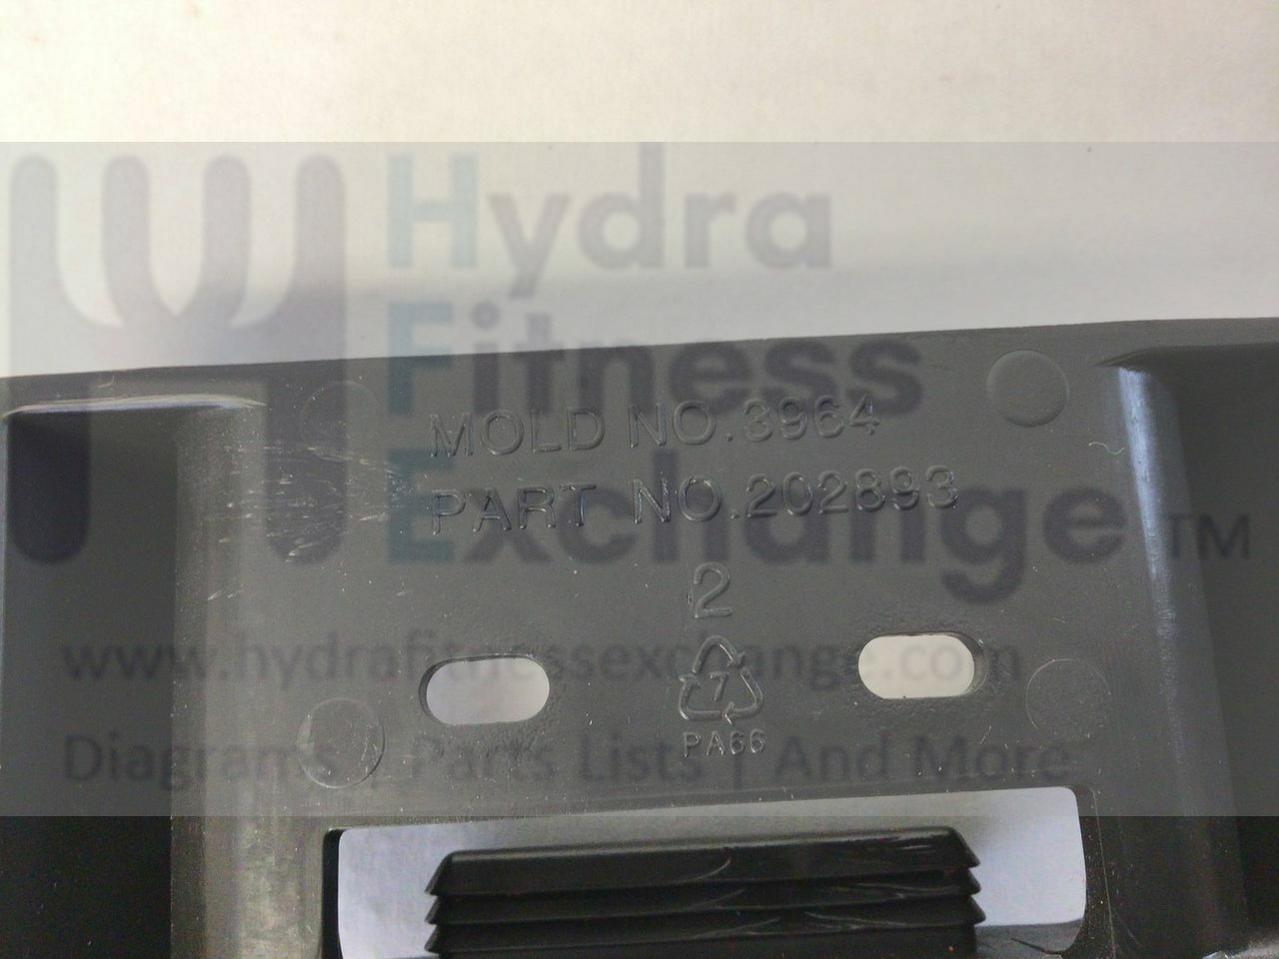 Hydra
Fitness
MOLD NO.3964
PART NO.202893
Exchange™
2
www.hydrafitnessexchange.com
7
PA66
Diagrams | Parts Lists | And More